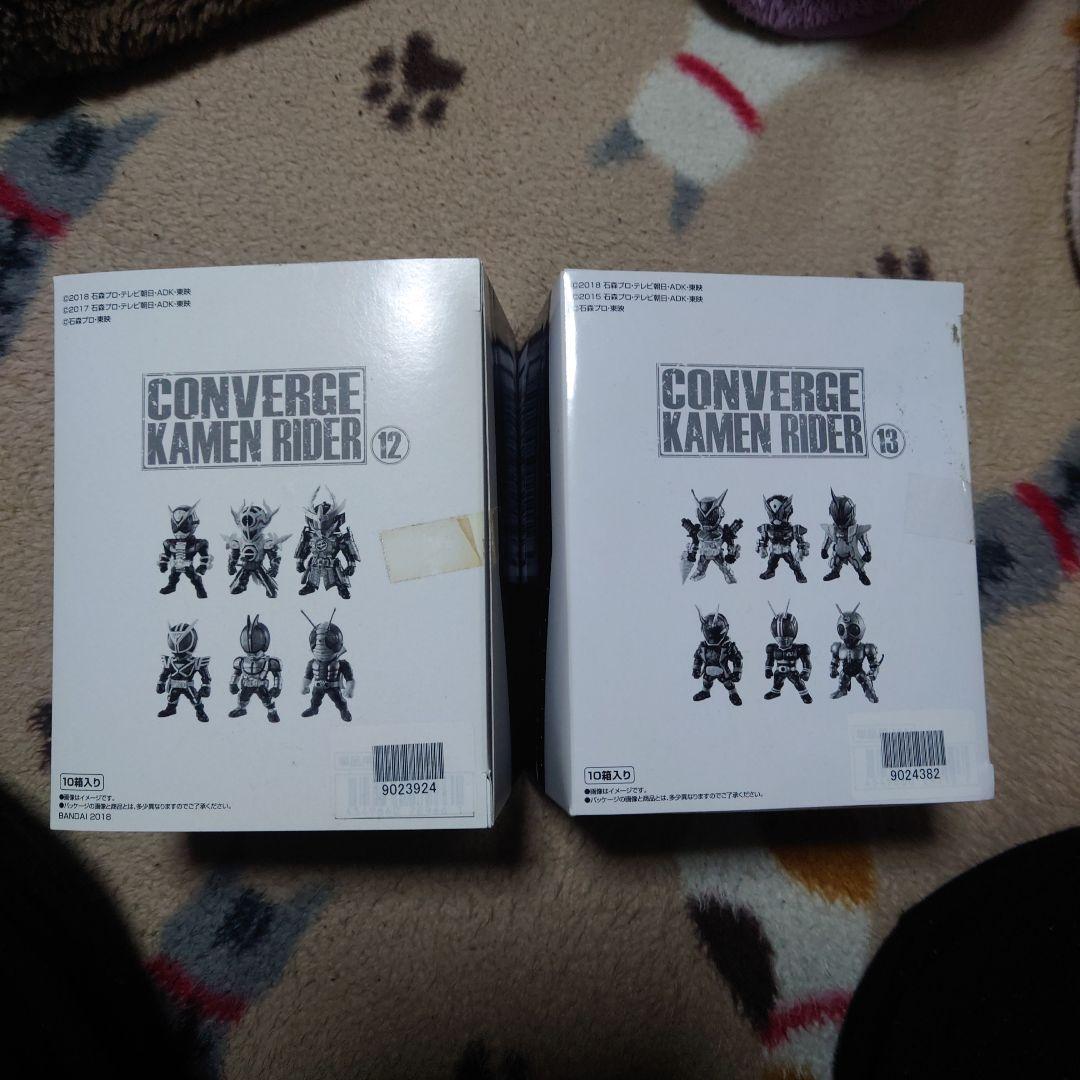 ©2018 石森プロ・テレビ朝日・ADK・東映
©2017 石森プロ・テレビ朝日・ADK・東映
©石森プロ・東映
CONVERGE
KAMEN RIDER 12
10箱入り
●画像はイメージです。
●パッケージの画像と商品とは、多少異なりますのでご了承ください。
BANDAI 2018
9023924
©2018 石森プロ・テレビ朝日・ADK・東映
©2015 石森プロ・テレビ朝日・ADK・東映
©石森プロ・東映
CONVERGE
KAMEN RIDER 13
10箱入り
●画像はイメージです。
●パッケージの画像と商品とは、多少異なりますのでご了承ください。
9024382